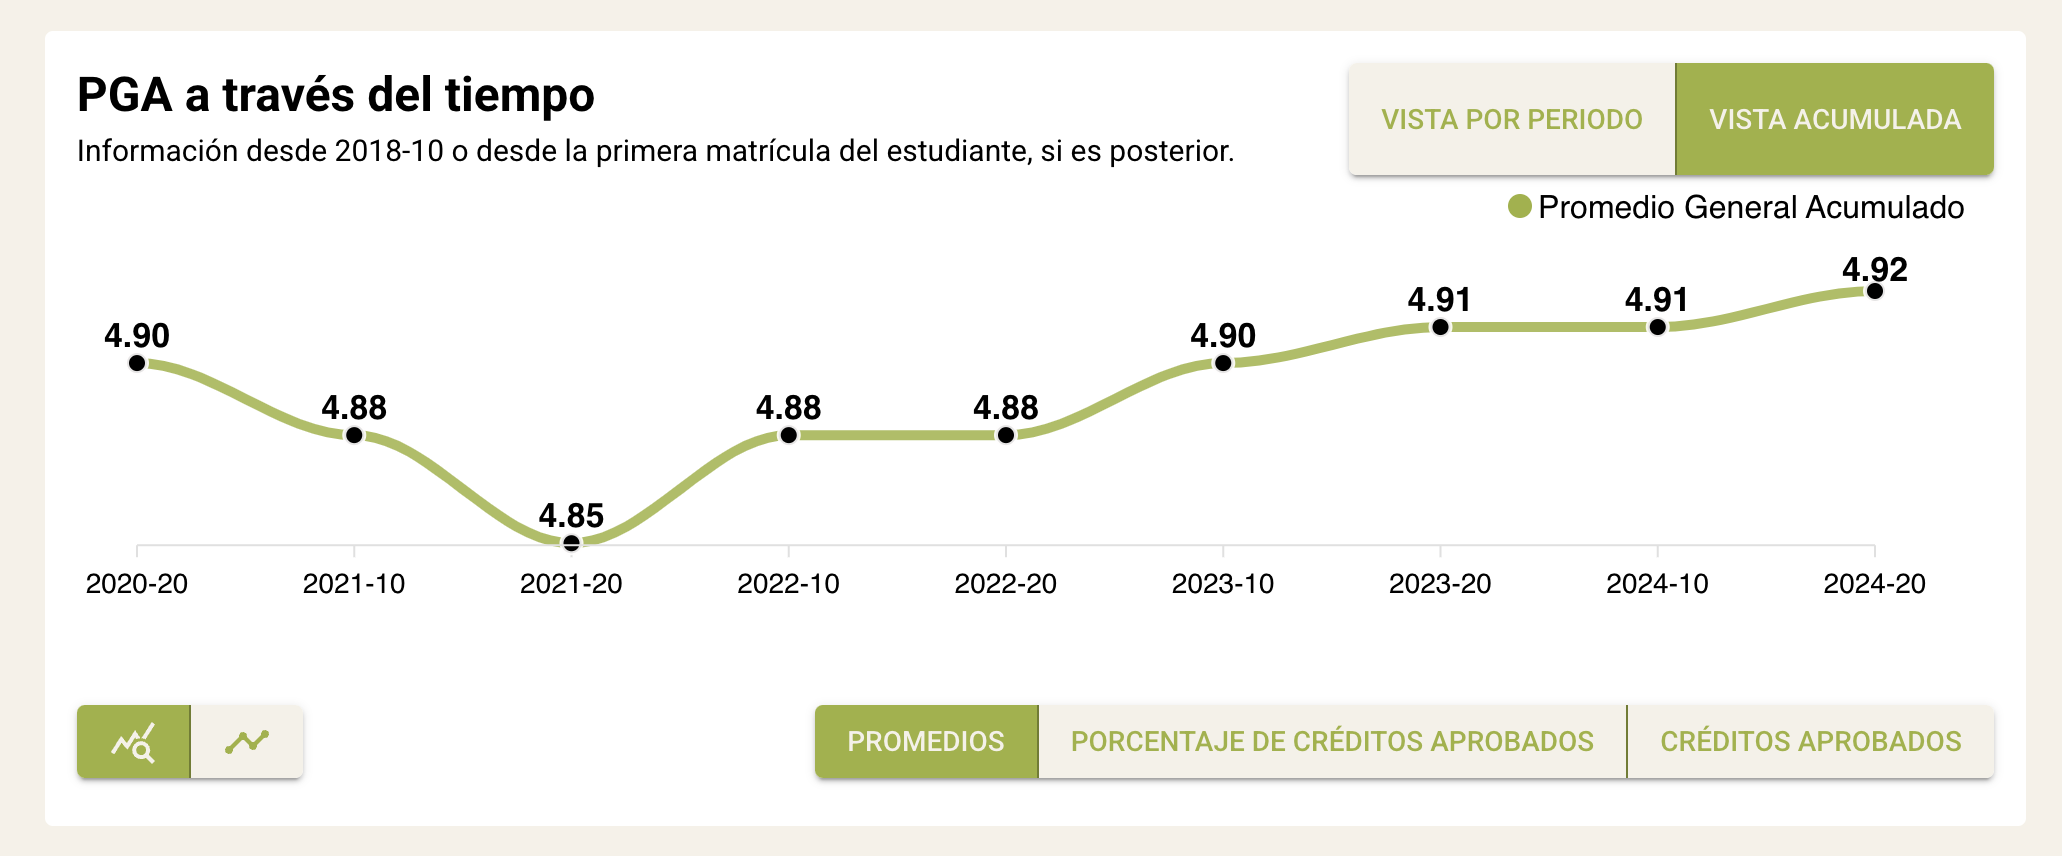 PGA a través del tiempo
Información desde 2018-10 o desde la primera matrícula del estudiante, si es posterior.
VISTA POR PERIODO
VISTA ACUMULADA
Promedio General Acumulado
4.90
4.88
4.85
4.88
4.88
4.90
4.91
4.91
4.92
2020-20
2021-10
2021-20
2022-10
2022-20
2023-10
2023-20
2024-10
2024-20
PROMEDIOS
PORCENTAJE DE CRÉDITOS APROBADOS
CRÉDITOS APROBADOS